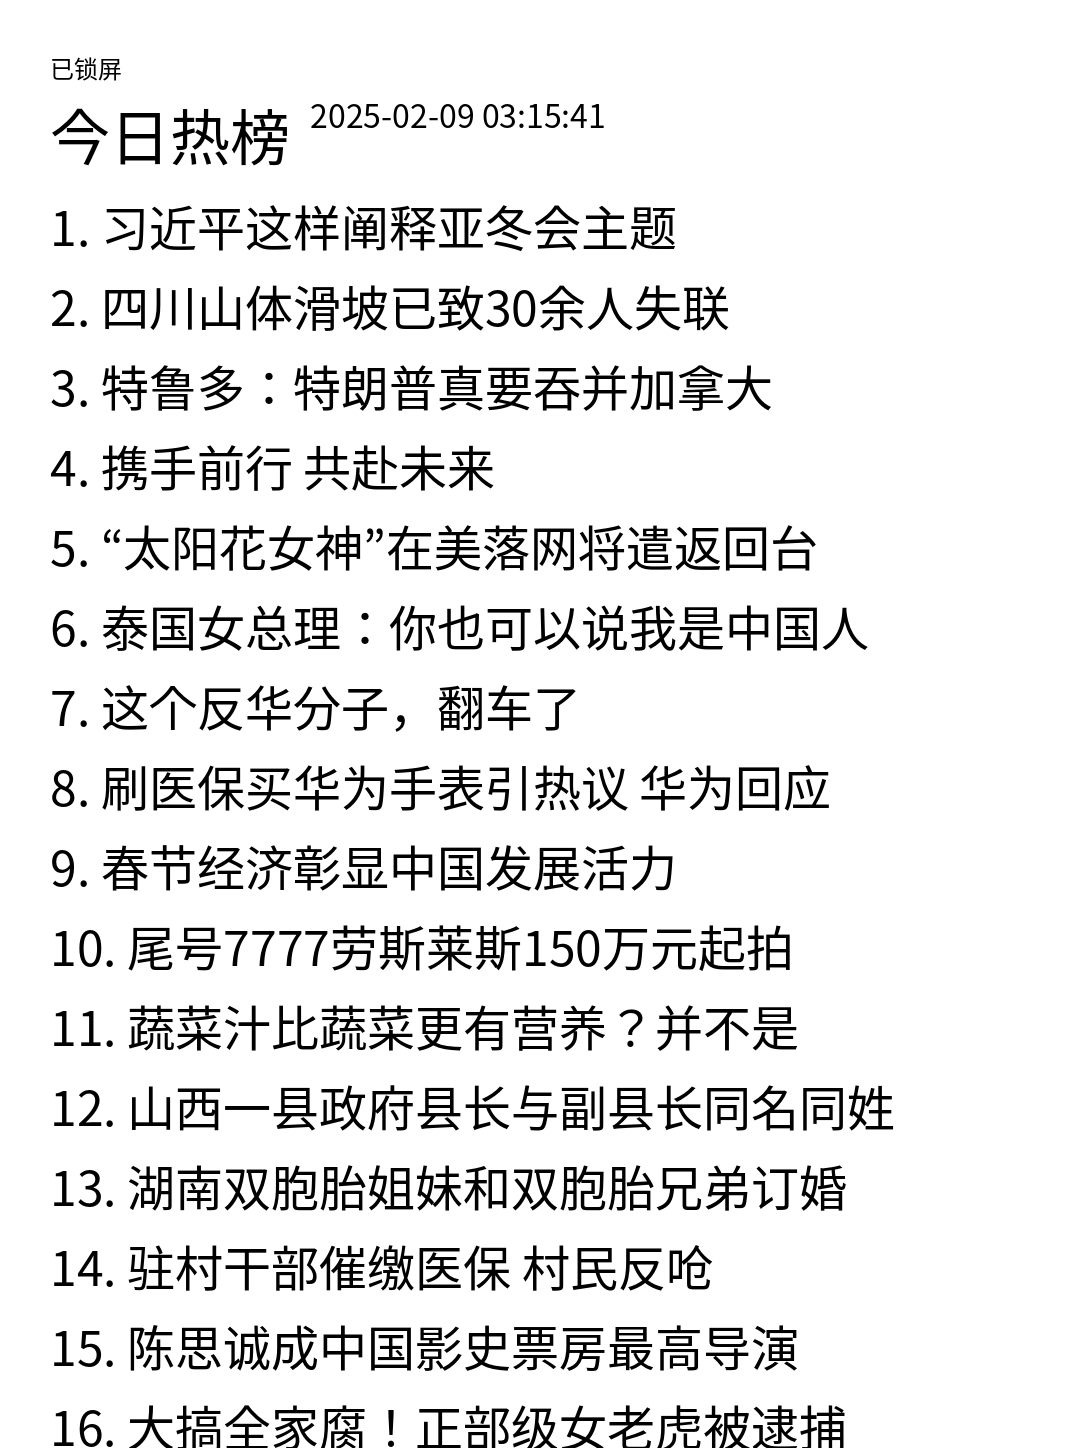 已锁屏
今日热榜 2025-02-09 03:15:41
1. 习近平这样阐释亚冬会主题
2. 四川山体滑坡已致30余人失联
3. 特鲁多：特朗普真要吞并加拿大
4. 携手前行 共赴未来
5. “太阳花女神”在美落网将遣返回台
6. 泰国女总理：你也可以说我是中国人
7. 这个反华分子，翻车了
8. 刷医保买华为手表引热议 华为回应
9. 春节经济彰显中国发展活力
10. 尾号7777劳斯莱斯150万元起拍
11. 蔬菜汁比蔬菜更有营养？并不是
12. 山西一县政府县长与副县长同名同姓
13. 湖南双胞胎姐妹和双胞胎兄弟订婚
14. 驻村干部催缴医保 村民反呛
15. 陈思诚成中国影史票房最高导演
16. 大搞全家腐！正部级女老虎被逮捕